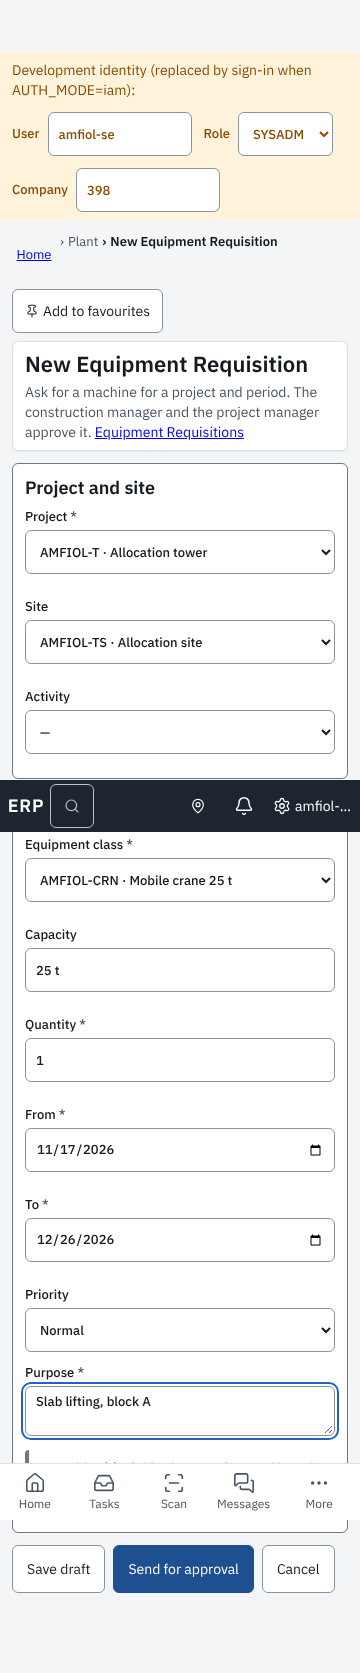 Development identity (replaced by sign-in when
AUTH_MODE=iam):
User amfiol-se Role SYSADM
Company 398
Home › Plant › New Equipment Requisition
Add to favourites
New Equipment Requisition
Ask for a machine for a project and period. The
construction manager and the project manager
approve it. Equipment Requisitions
Project and site
Project *
AMFIOL-T · Allocation tower
Site
AMFIOL-TS · Allocation site
Activity
—
ERP amfiol-...
Equipment class *
AMFIOL-CRN · Mobile crane 25 t
Capacity
25 t
Quantity *
1
From *
11/17/2026
To *
12/26/2026
Priority
Normal
Purpose *
Slab lifting, block A
Home Tasks Scan Messages More
Save draft Send for approval Cancel